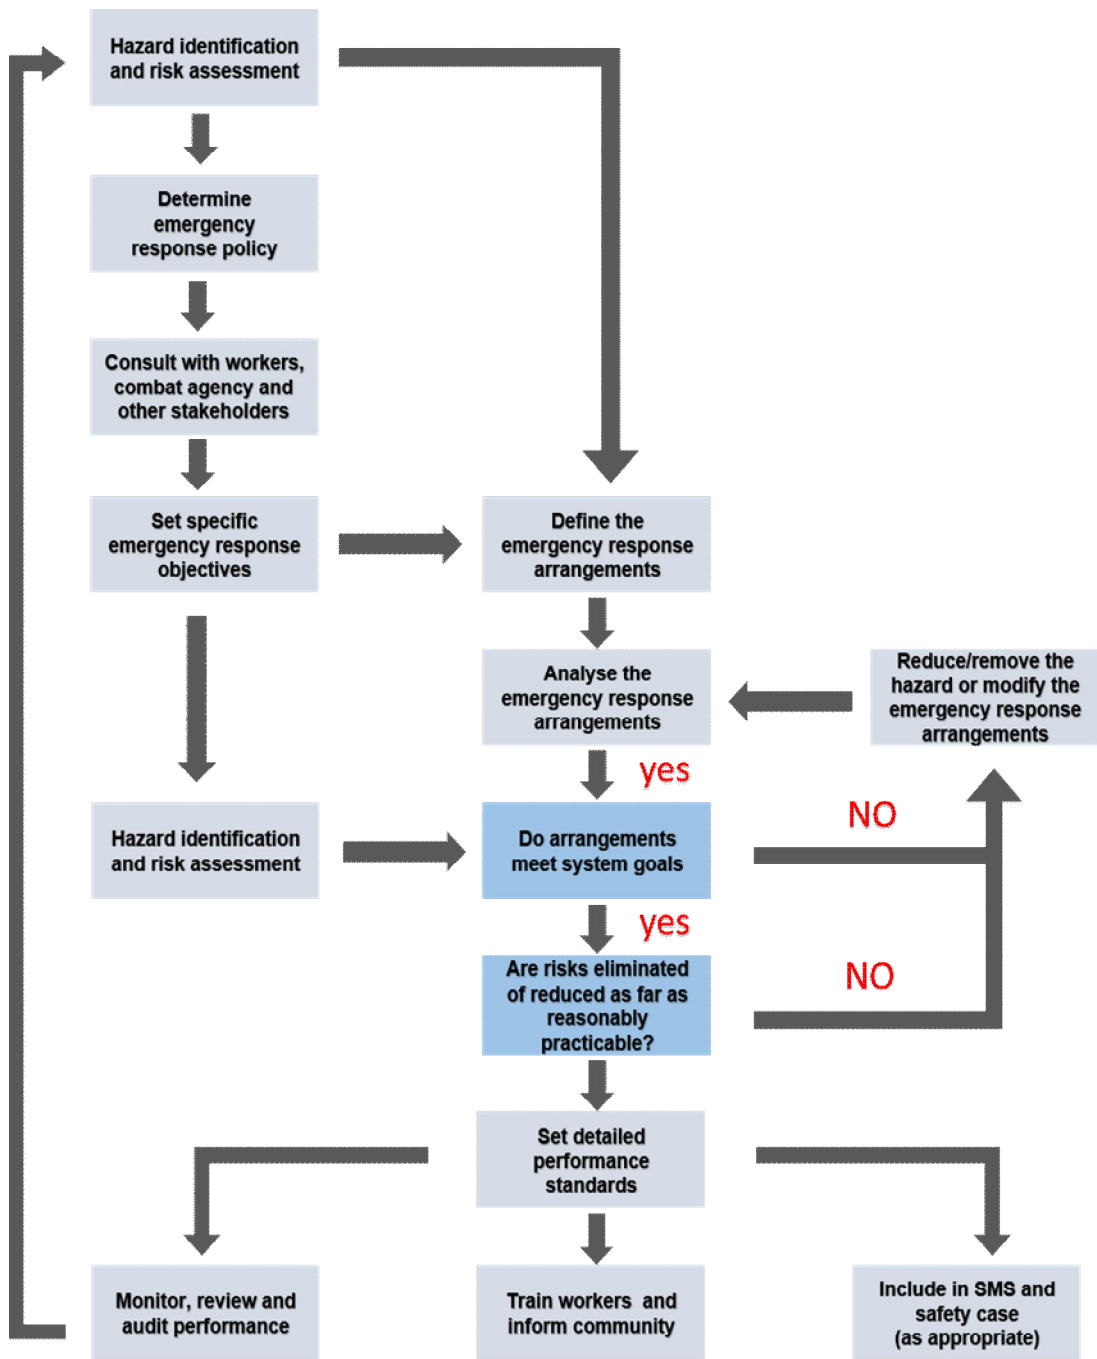 Hazard identification
and risk assessment
Determine
emergency
response policy
Consult with workers,
combat agency and
other stakeholders
Set specific
emergency response
objectives
Define the
emergency response
arrangements
Analyse the
emergency response
arrangements
Reduce/remove the
hazard or modify the
emergency response
arrangements
yes
Hazard identification
and risk assessment
Do arrangements
meet system goals
NO
yes
Are risks eliminated
of reduced as far as
reasonably
practicable?
NO
Set detailed
performance
standards
Monitor, review and
audit performance
Train workers and
inform community
Include in SMS and
safety case
(as appropriate)